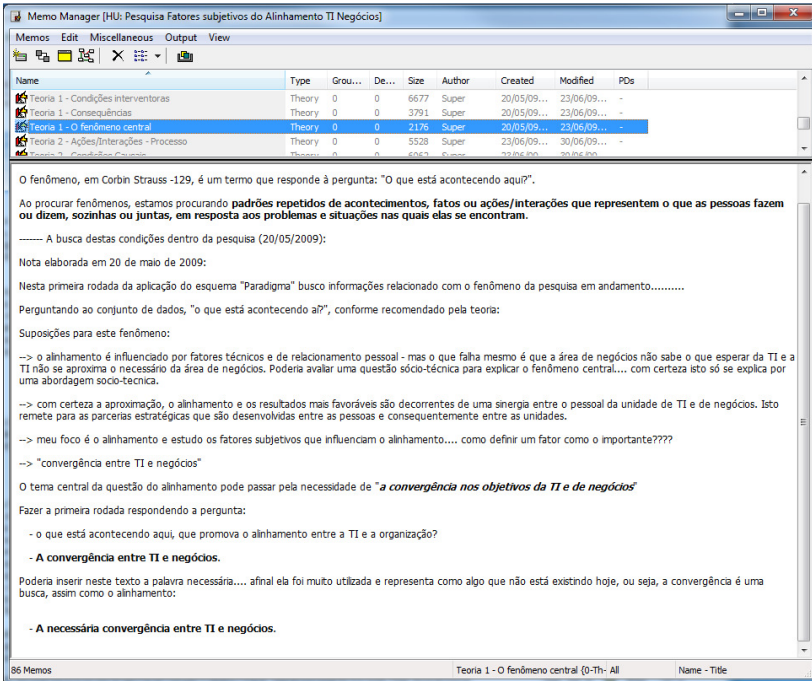 Memo Manager [HU: Pesquisa Fatores subjetivos do Alinhamento TI Negócios]
Memos Edit Miscellaneous Output View
Name Type Grou... De... Size Author Created Modified PDs
Teoria 1 - Condições interventoras Theory 0 0 6677 Super 20/05/09... 23/06/09... -
Teoria 1 - Consequências Theory 0 0 3791 Super 20/05/09... 23/06/09... -
Teoria 1 - O fenômeno central Theory 0 0 2176 Super 20/05/09... 23/06/09... -
Teoria 2 - Ações/Interações - Processo Theory 0 0 5528 Super 23/06/09... 30/06/09... -
O fenômeno, em Corbin Strauss -129, é um termo que responde à pergunta: "O que está acontecendo aqui?".
Ao procurar fenômenos, estamos procurando padrões repetidos de acontecimentos, fatos ou ações/interações que representem o que as pessoas fazem
ou dizem, sozinhas ou juntas, em resposta aos problemas e situações nas quais elas se encontram.
------- A busca destas condições dentro da pesquisa (20/05/2009):
Nota elaborada em 20 de maio de 2009:
Nesta primeira rodada da aplicação do esquema "Paradigma" busco informações relacionado com o fenômeno da pesquisa em andamento..........
Perguntando ao conjunto de dados, "o que está acontecendo aí?", conforme recomendado pela teoria:
Suposições para este fenômeno:
--> o alinhamento é influenciado por fatores técnicos e de relacionamento pessoal - mas o que falha mesmo é que a área de negócios não sabe o que esperar da TI e a
TI não se aproxima o necessário da área de negócios. Poderia avaliar uma questão sócio-técnica para explicar o fenômeno central.... com certeza isto só se explica por
uma abordagem socio-tecnica.
--> com certeza a aproximação, o alinhamento e os resultados mais favoráveis são decorrentes de uma sinergia entre o pessoal da unidade de TI e de negócios. Isto
remete para as parcerias estratégicas que são desenvolvidas entre as pessoas e consequentemente entre as unidades.
--> meu foco é o alinhamento e estudo os fatores subjetivos que influenciam o alinhamento.... como definir um fator como o importante????
--> "convergência entre TI e negócios"
O tema central da questão do alinhamento pode passar pela necessidade de "a convergência nos objetivos da TI e de negócios"
Fazer a primeira rodada respondendo a pergunta:
- o que está acontecendo aqui, que promova o alinhamento entre a TI e a organização?
- A convergência entre TI e negócios.
Poderia inserir neste texto a palavra necessária.... afinal ela foi muito utilizada e representa como algo que não está existindo hoje, ou seja, a convergência é uma
busca, assim como o alinhamento:
- A necessária convergência entre TI e negócios.
86 Memos Teoria 1 - O fenômeno central {0-Th- All Name - Title